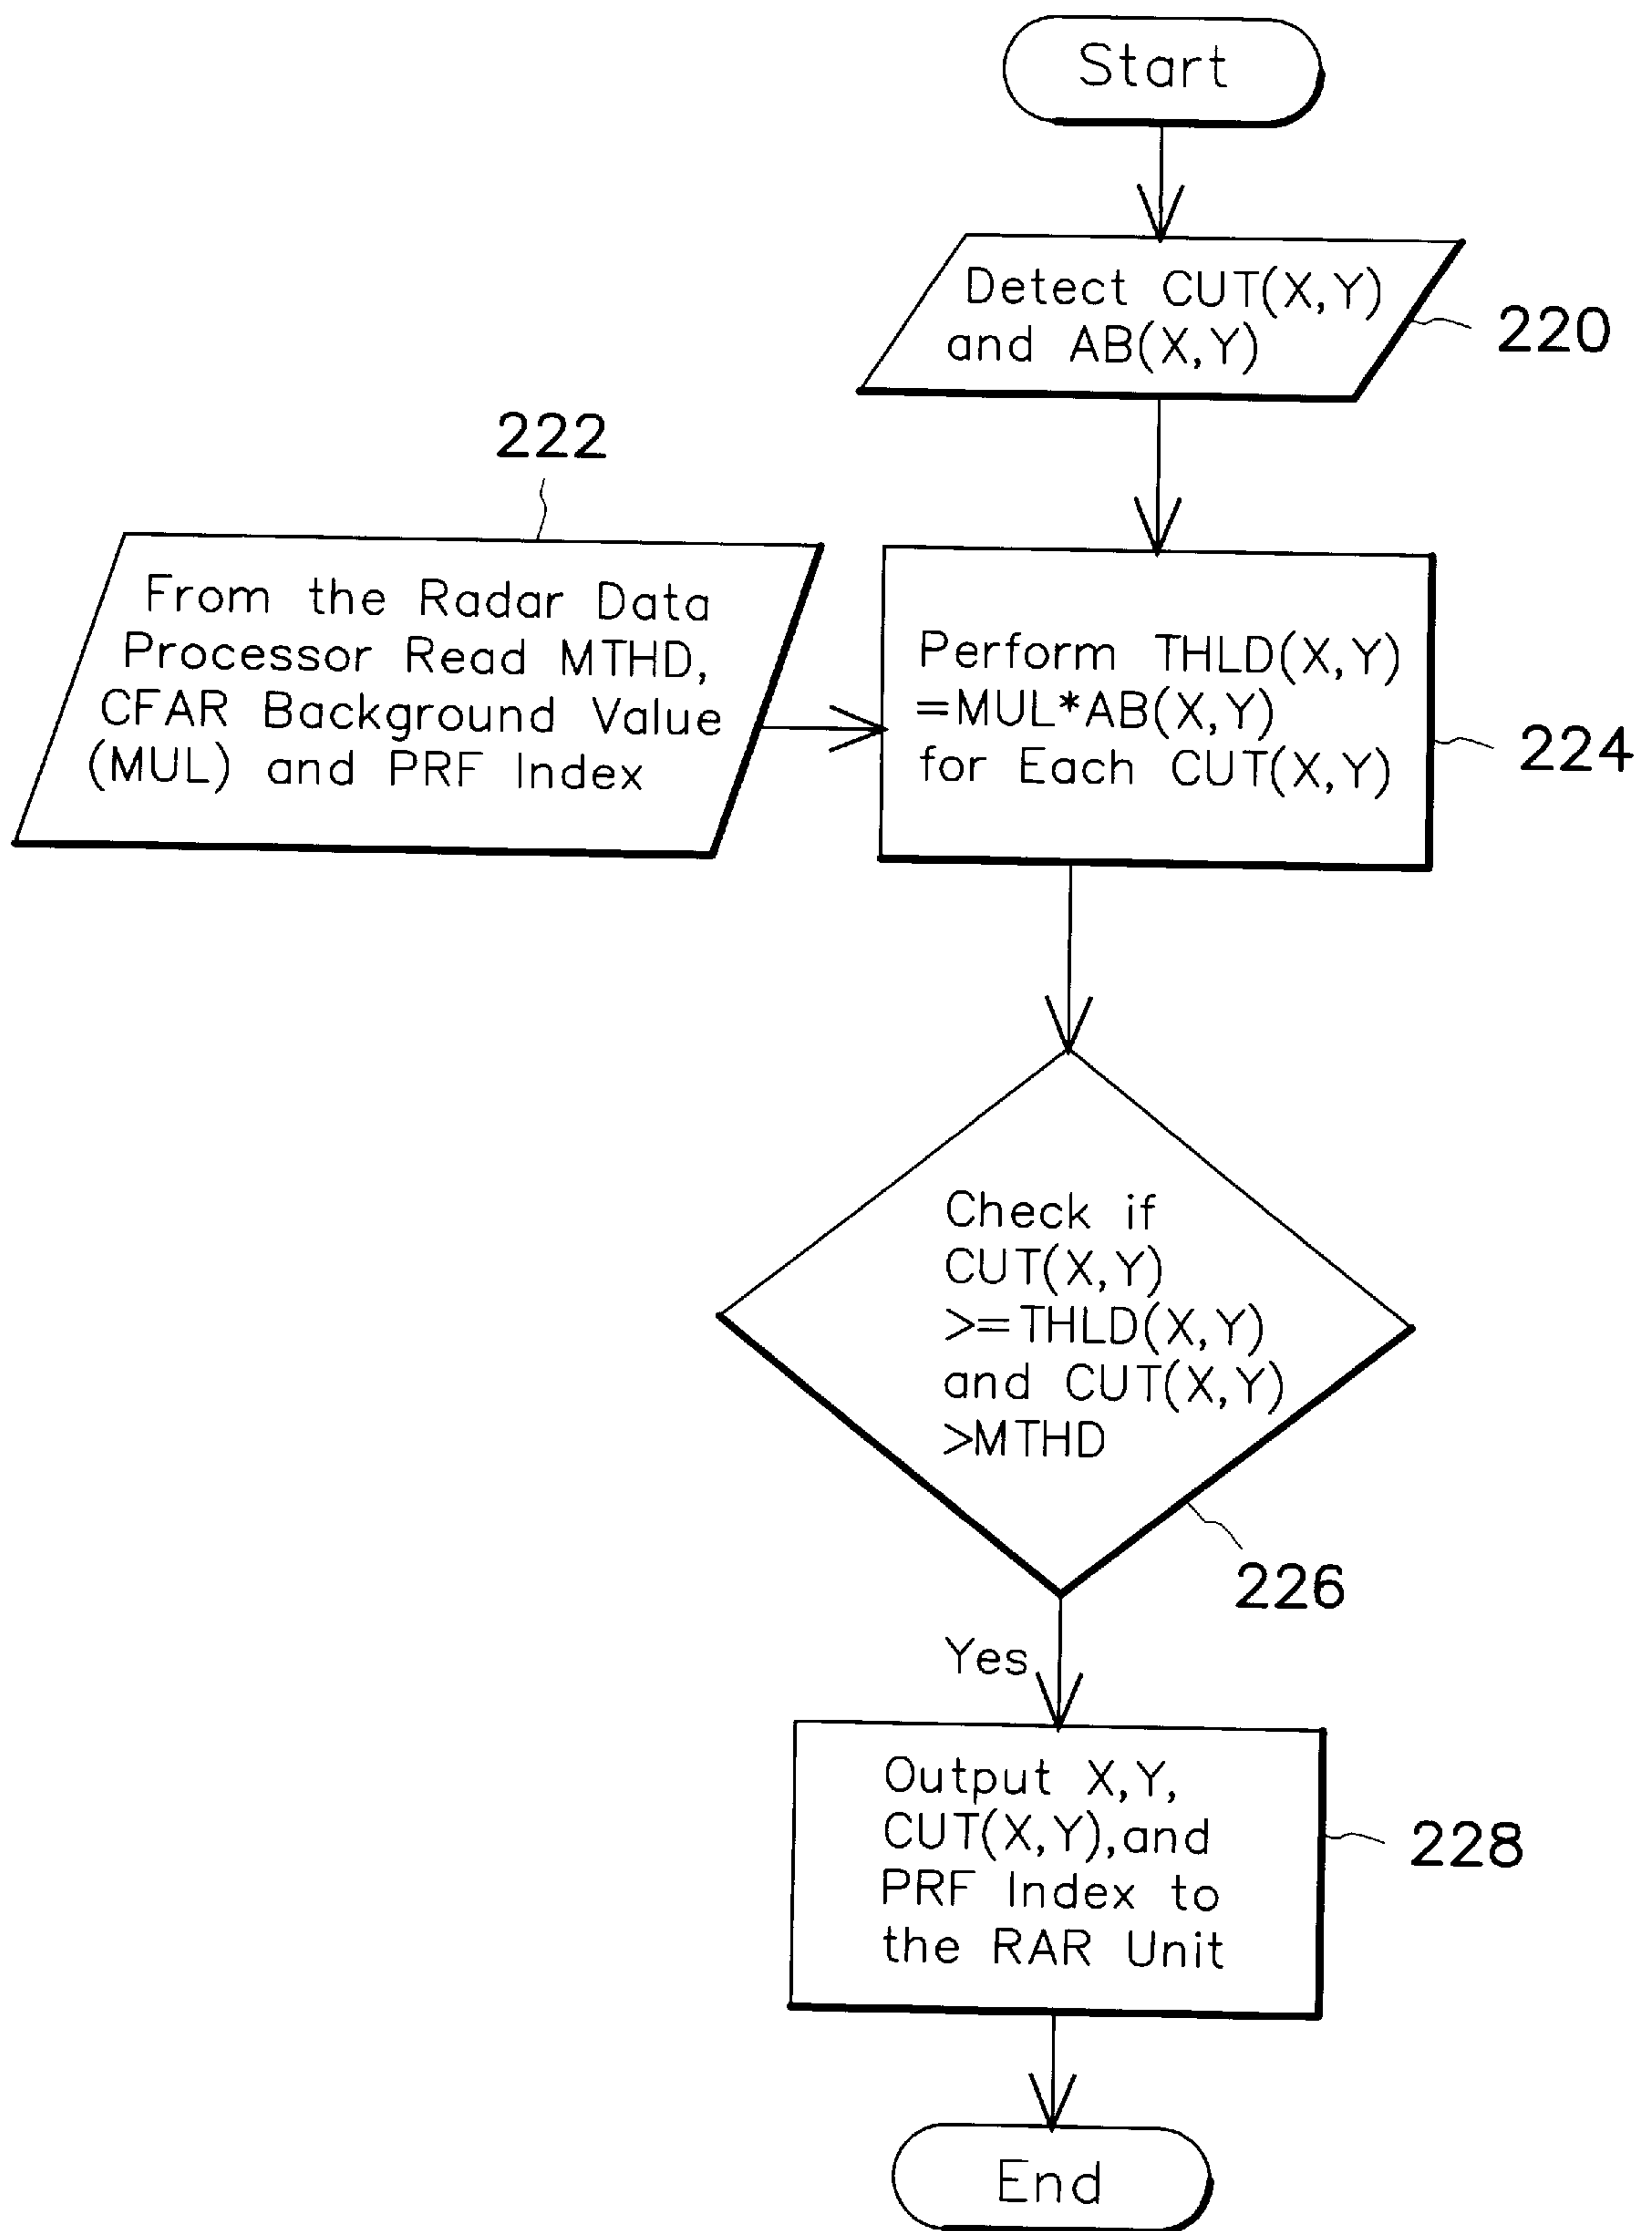 Start
Detect CUT(X,Y)
and AB(X,Y)
220
222
From the Radar Data
Processor Read MTHD,
CFAR Background Value
(MUL) and PRF Index
Perform THLD(X,Y)
=MUL*AB(X,Y)
for Each CUT(X,Y)
224
Check if
CUT(X,Y)
>=THLD(X,Y)
and CUT(X,Y)
>MTHD
226
Yes
Output X,Y,
CUT(X,Y),and
PRF Index to
the RAR Unit
228
End